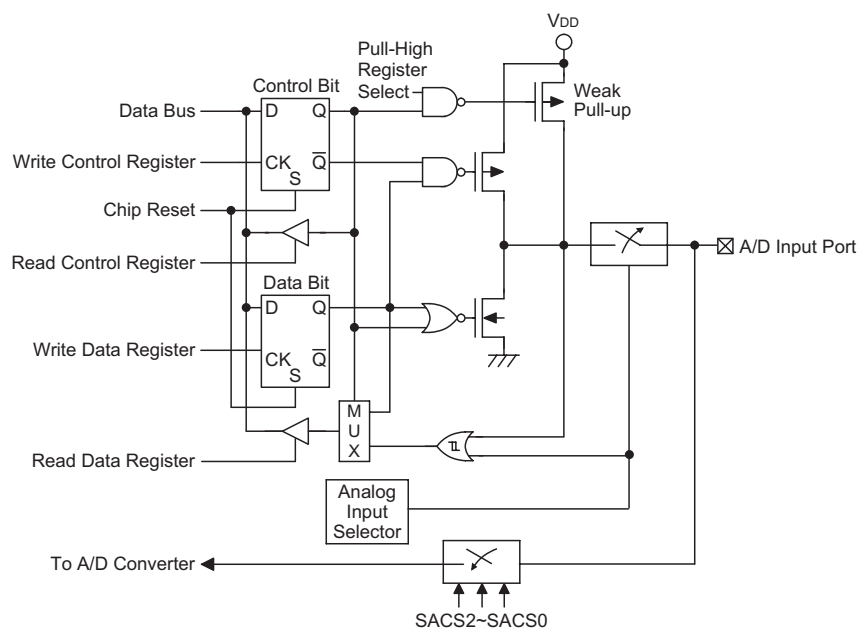 VDD
Pull-High
Register
Select
Control Bit
Weak
Pull-up
Data Bus
D
Q
Write Control Register
CK
Q
S
Chip Reset
Read Control Register
A/D Input Port
Data Bit
D
Q
Write Data Register
CK
Q
S
M
U
X
Read Data Register
Analog
Input
Selector
To A/D Converter
SACS2~SACS0